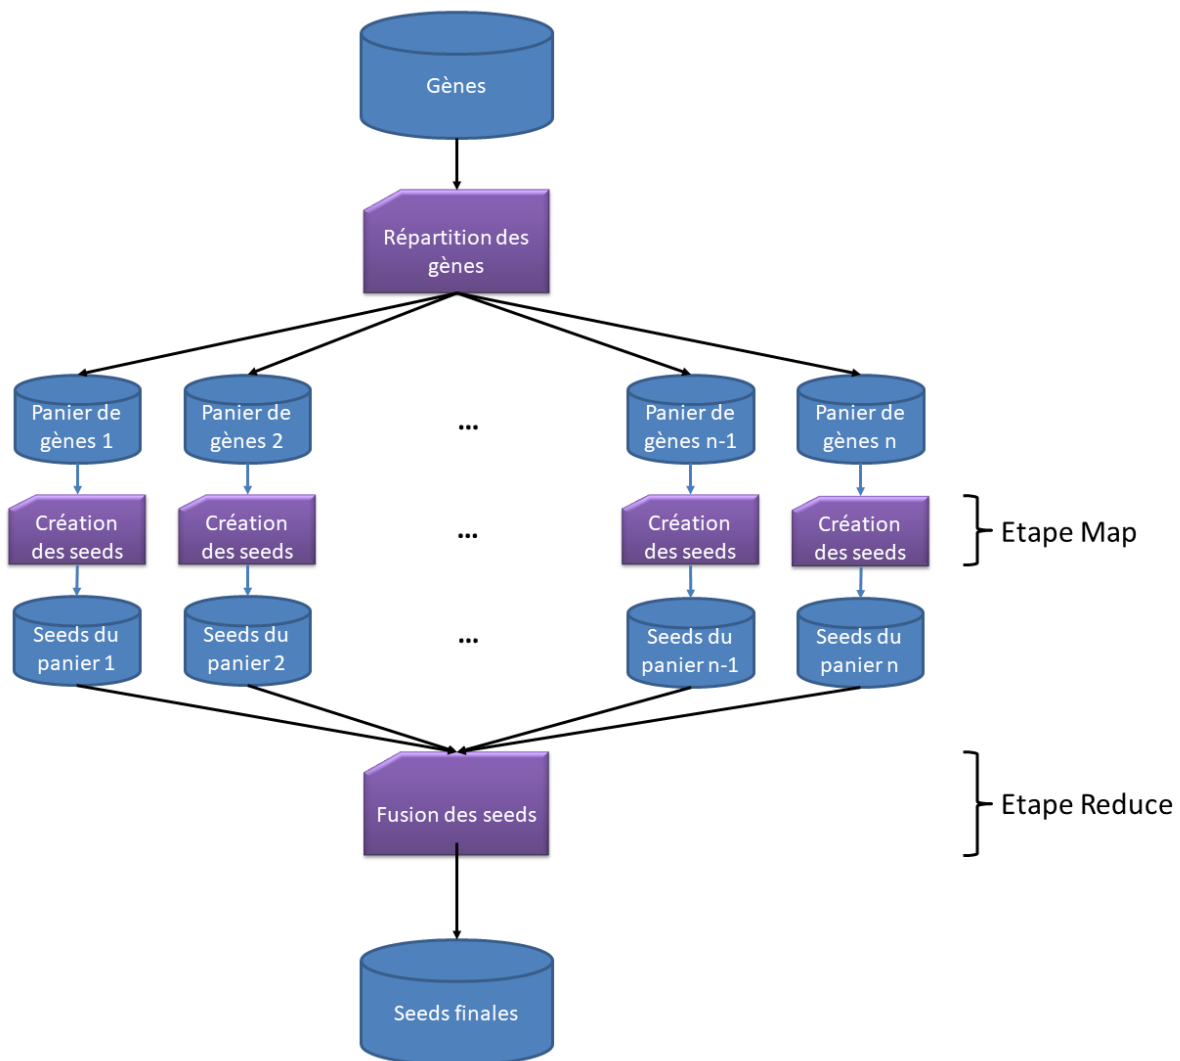 Gènes
Répartition des
gènes
Panier de
gènes 1
Panier de
gènes 2
...
Panier de
gènes n-1
Panier de
gènes n
Création
des seeds
Création
des seeds
...
Création
des seeds
Création
des seeds
Etape Map
Seeds du
panier 1
Seeds du
panier 2
...
Seeds du
panier n-1
Seeds du
panier n
Fusion des seeds
Etape Reduce
Seeds finales